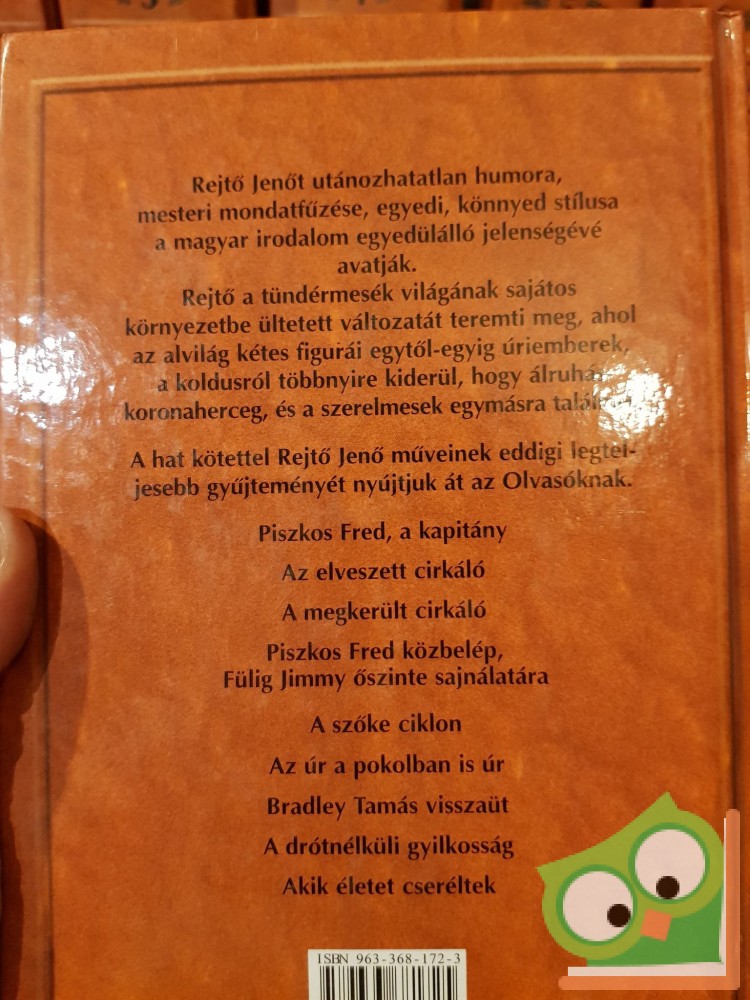 Rejtő Jenőt utánozhatatlan humora,
mesteri mondatfűzése, egyedi, könnyed stílusa
a magyar irodalom egyedülálló jelenségévé
avatják.
Rejtő a tündérmesék világának sajátos
környezetbe ültetett változatát teremti meg, ahol
az alvilág kétes figurái egytől-egyig úriemberek,
a koldusról többnyire kiderül, hogy
koronaherceg, és a szerelmesek egymásra
A hat kötettel Rejtő Jenő műveinek eddigi legtel-
jesebb gyűjteményét nyújtjuk át az Olvasóknak.
Piszkos Fred, a kapitány
Az elveszett cirkáló
A megkerült cirkáló
Piszkos Fred közbelép,
Fülig Jimmy őszinte sajnálatára
A szőke ciklon
Az úr a pokolban is úr
Bradley Tamás visszaüt
A drótnélküli gyilkosság
Akik életet cseréltek
ISBN 963-368-172-3